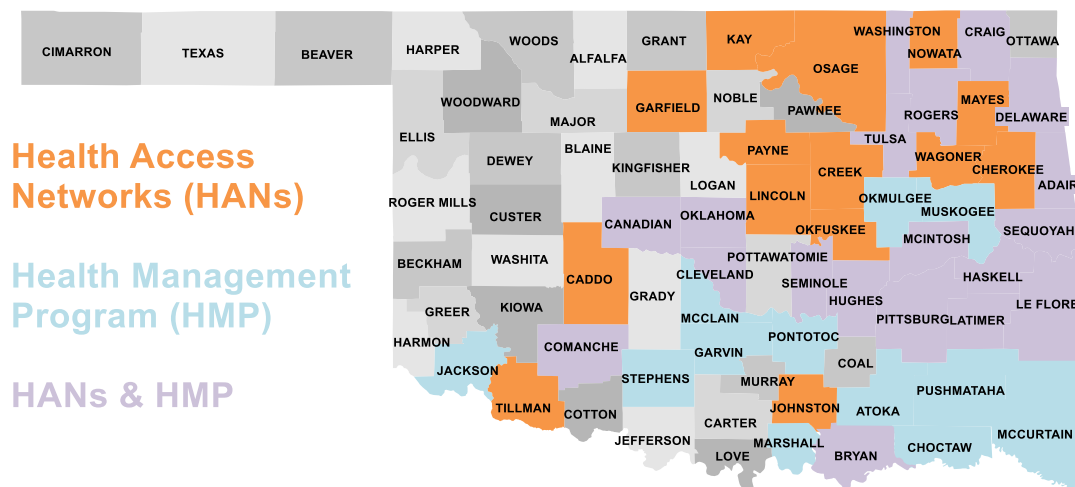 CIMARRON
TEXAS
BEAVER
HARPER
WOODS
ALFALFA
GRANT
KAY
WASHINGTON
NOWATA
CRAIG
OTTAWA
OSAGE
WOODWARD
MAJOR
GARFIELD
NOBLE
PAWNEE
ROGERS
MAYES
DELAWARE
ELLIS
Health Access
Networks (HANs)
DEWEY
BLAINE
KINGFISHER
LOGAN
PAYNE
TULSA
CREEK
WAGONER
CHEROKEE
ADAIR
ROGER MILLS
CUSTER
CANADIAN
OKLAHOMA
LINCOLN
OKMULGEE
MUSKOGEE
OKFUSKEE
MCINTOSH
SEQUOYAH
Health Management
Program (HMP)
BECKHAM
WASHITA
CADDO
GRADY
CLEVELAND
POTTAWATOMIE
SEMINOLE
HUGHES
HASKELL
LE FLORE
GREER
KIOWA
MCCLAIN
PITTSBURG
LATIMER
HARMON
COMANCHE
GARVIN
PONTOTOC
COAL
JACKSON
STEPHENS
MURRAY
PUSHMATAHA
HANs & HMP
TILLMAN
COTTON
CARTER
JOHNSTON
ATOKA
MCCURTAIN
JEFFERSON
LOVE
MARSHALL
BRYAN
CHOCTAW